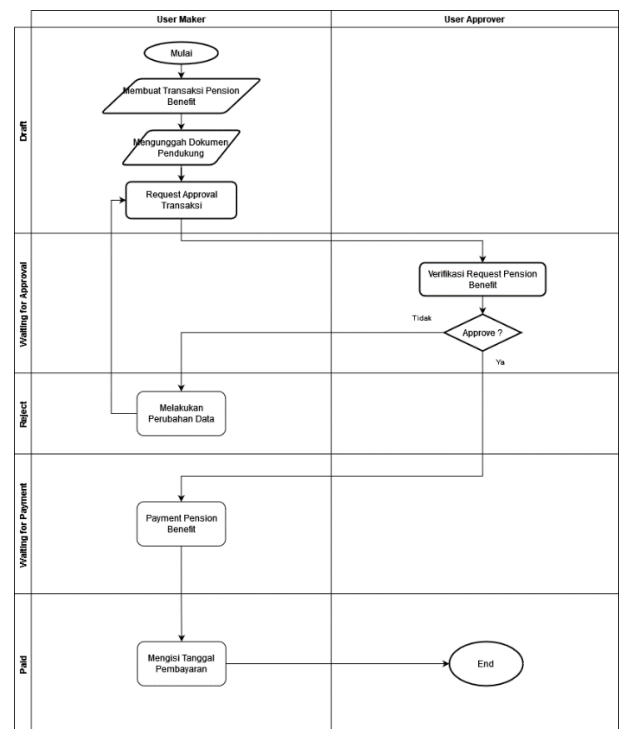 User Maker
User Approver
Draft
Mulai
Membuat Transaksi Pension
Benefit
Mengunggah Dokumen
Pendukung
Request Approval
Transaksi
Waiting for Approval
Verifikasi Request Pension
Benefit
Tidak
Approve ?
Ya
Reject
Melakukan
Perubahan Data
Waiting for Payment
Payment Pension
Benefit
Paid
Mengisi Tanggal
Pembayaran
End